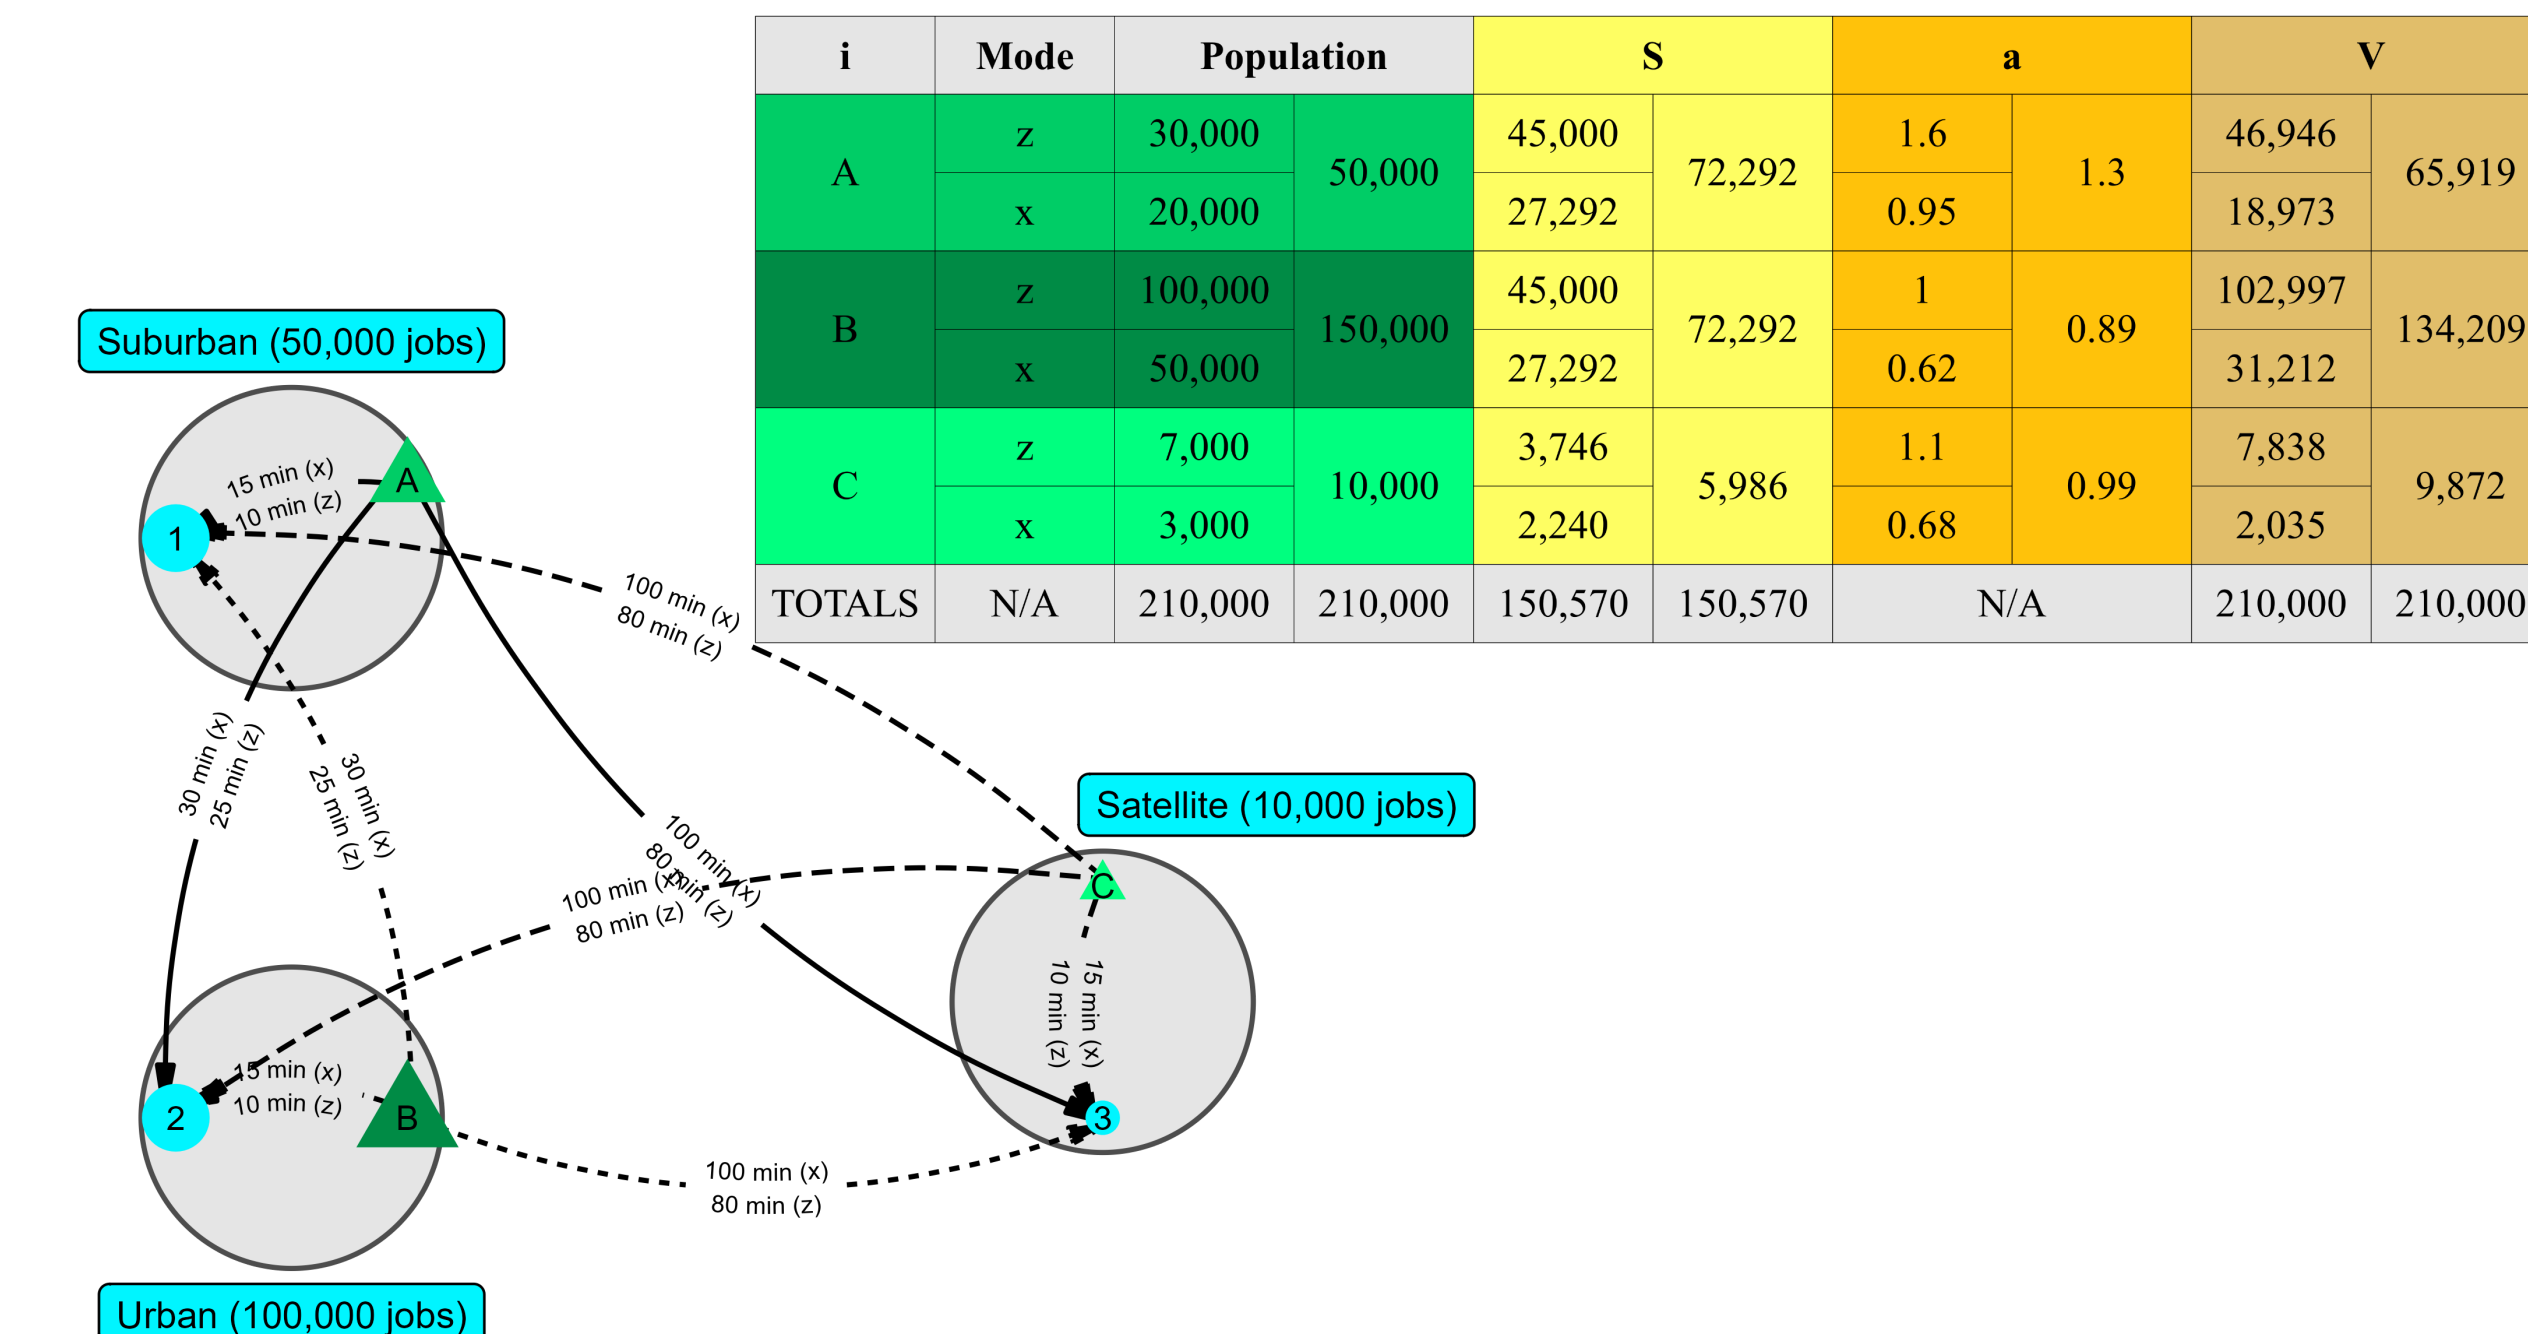 i Mode Population S a V
A z 30,000 50,000 45,000 72,292 1.6 1.3 46,946 65,919
x 20,000 27,292 0.95 18,973
B z 100,000 150,000 45,000 72,292 1 0.89 102,997 134,209
x 50,000 27,292 0.62 31,212
C z 7,000 10,000 3,746 5,986 1.1 0.99 7,838 9,872
x 3,000 2,240 0.68 2,035
TOTALS N/A 210,000 210,000 150,570 150,570 N/A 210,000 210,000
Suburban (50,000 jobs)
15 min (x)
10 min (z)
A
1
100 min (x)
80 min (z)
30 min (x)
25 min (z)
30 min (x)
25 min (z)
100 min (x)
80 min (z)
Satellite (10,000 jobs)
100 min (x)
80 min (z)
C
15 min (x)
10 min (z)
15 min (x)
10 min (z)
2
B
3
100 min (x)
80 min (z)
Urban (100,000 jobs)